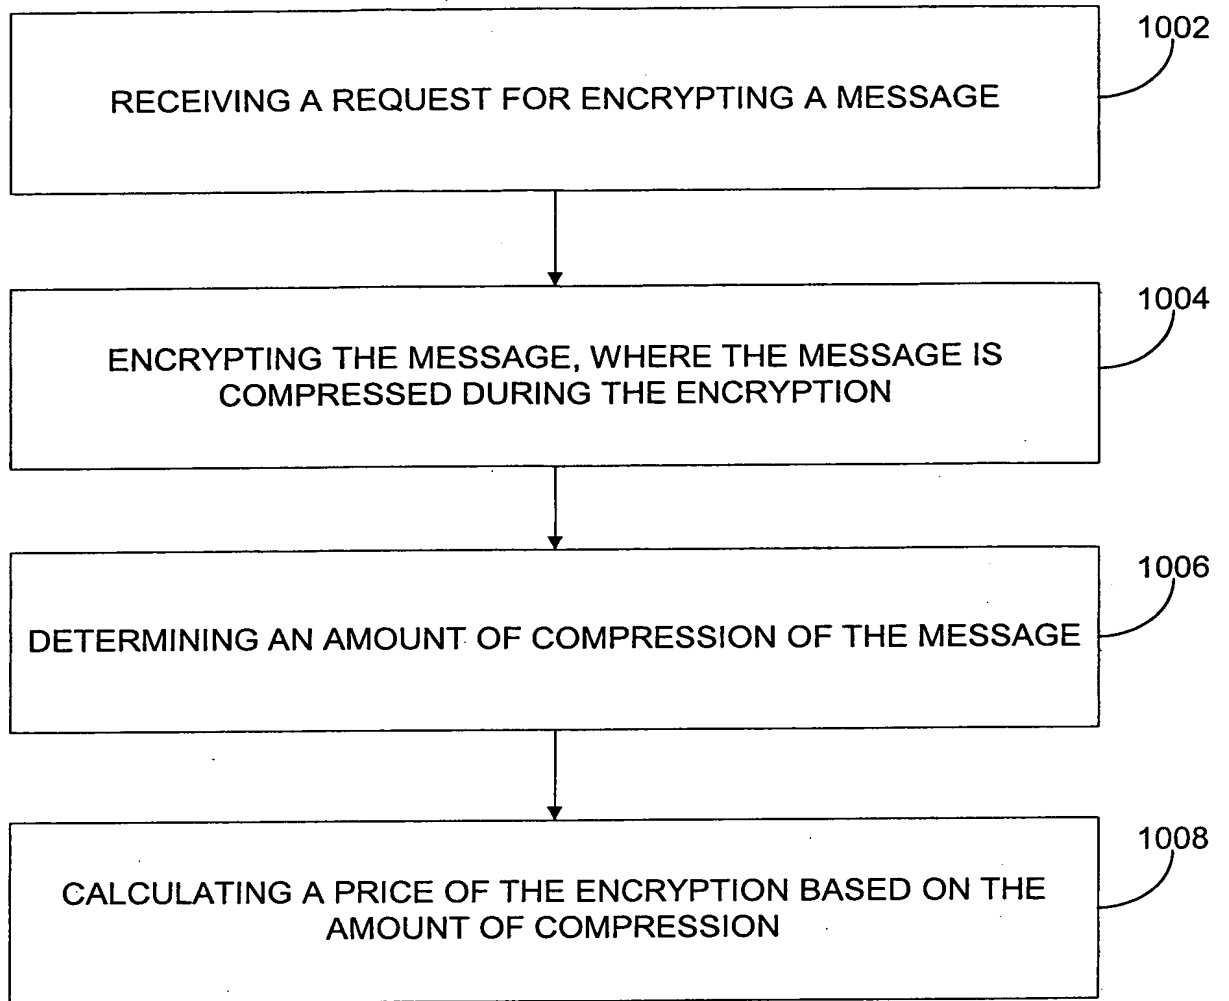 1002
RECEIVING A REQUEST FOR ENCRYPTING A MESSAGE
1004
ENCRYPTING THE MESSAGE, WHERE THE MESSAGE IS
COMPRESSED DURING THE ENCRYPTION
1006
DETERMINING AN AMOUNT OF COMPRESSION OF THE MESSAGE
1008
CALCULATING A PRICE OF THE ENCRYPTION BASED ON THE
AMOUNT OF COMPRESSION